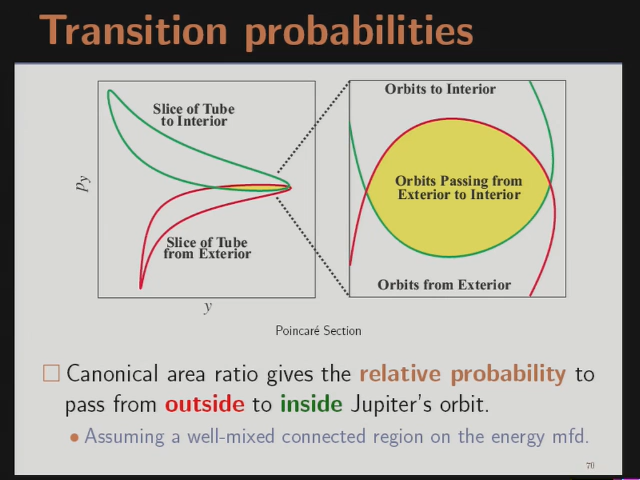 Transition probabilities
Slice of Tube
to Interior
Slice of Tube
from Exterior
py
y
Orbits to Interior
Orbits Passing from
Exterior to Interior
Orbits from Exterior
Poincaré Section
Canonical area ratio gives the relative probability to
pass from outside to inside Jupiter's orbit.
• Assuming a well-mixed connected region on the energy mfd.
70